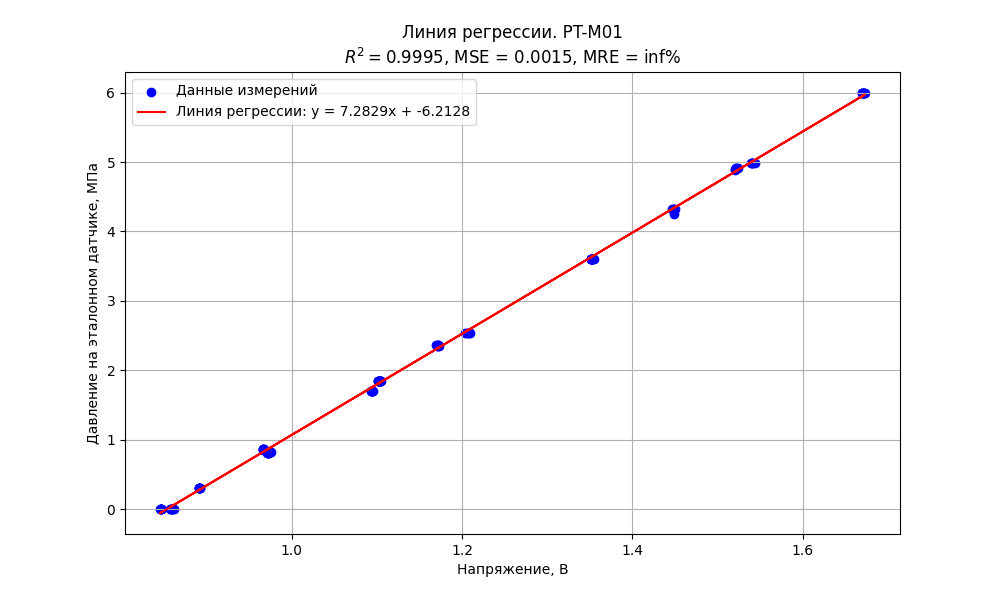 Линия регрессии. PT-M01
R² = 0.9995, MSE = 0.0015, MRE = inf%
Данные измерений
Линия регрессии: y = 7.2829x + -6.2128
Давление на эталонном датчике, МПа
6
5
4
3
2
1
0
1.0 1.2 1.4 1.6
Напряжение, В